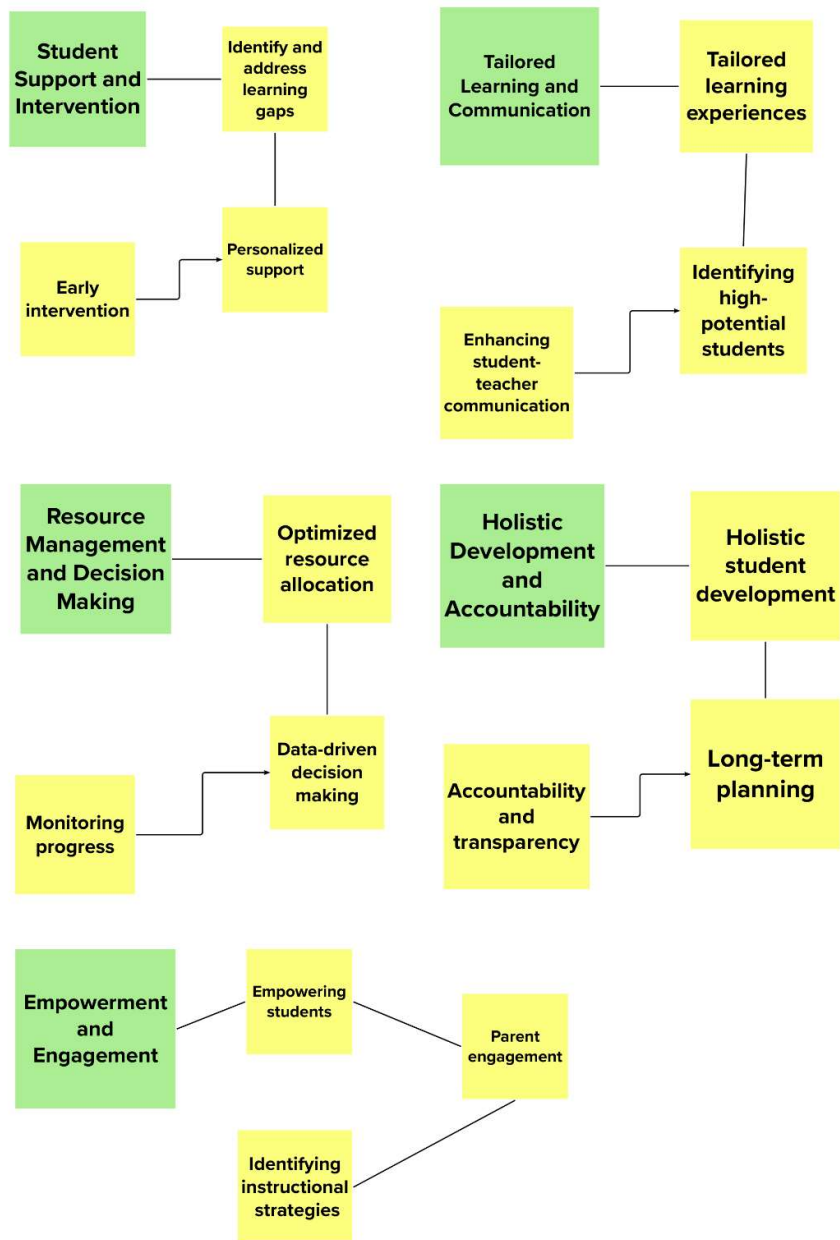 Student
Support and
Intervention
Identify and
address
learning
gaps
Early
intervention
Personalized
support
Tailored
Learning and
Communication
Tailored
learning
experiences
Enhancing
student-
teacher
communication
Identifying
high-
potential
students
Resource
Management
and Decision
Making
Optimized
resource
allocation
Monitoring
progress
Data-driven
decision
making
Holistic
Development
and
Accountability
Holistic
student
development
Accountability
and
transparency
Long-term
planning
Empowerment
and
Engagement
Empowering
students
Parent
engagement
Identifying
instructional
strategies